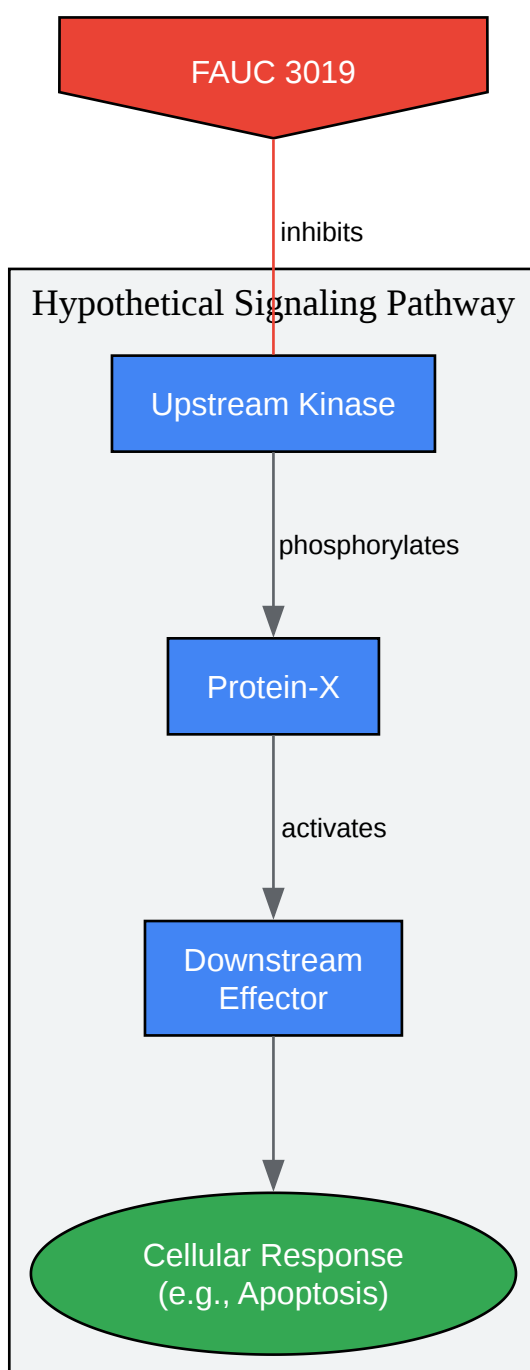 FAUC 3019
inhibits
Hypothetical Signaling Pathway
Upstream Kinase
phosphorylates
Protein-X
activates
Downstream
Effector
Cellular Response
(e.g., Apoptosis)